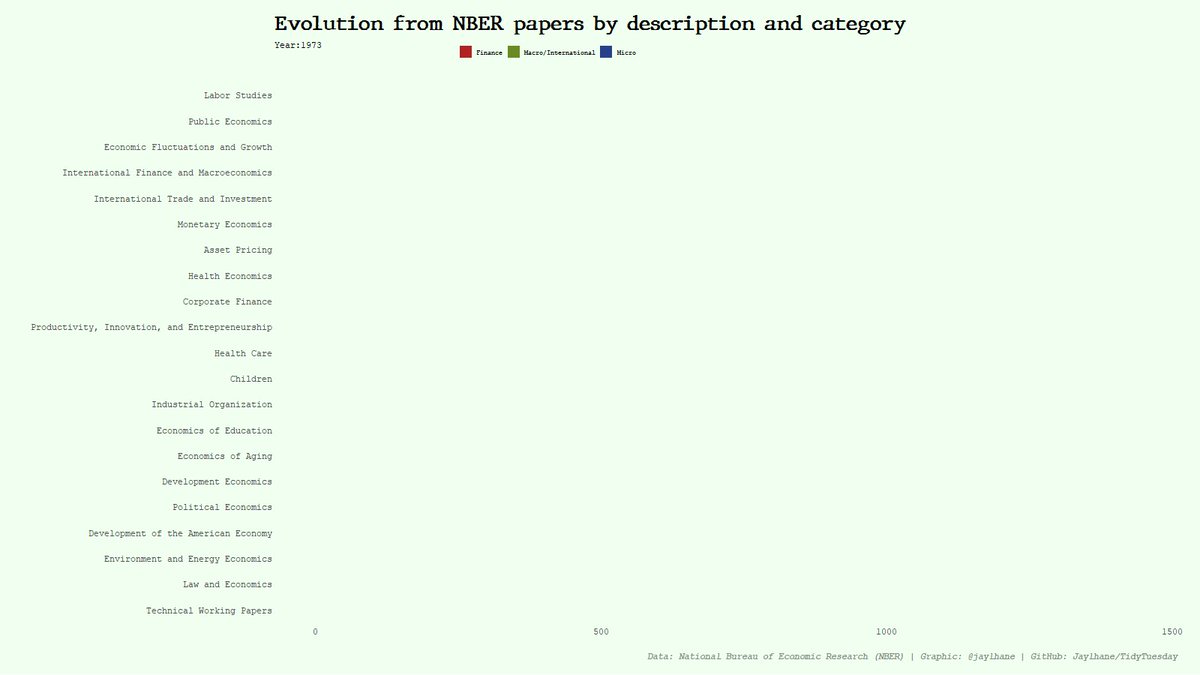 Evolution from NBER papers by description and category
Year:1973
Finance Macro/International Micro
Labor Studies
Public Economics
Economic Fluctuations and Growth
International Finance and Macroeconomics
International Trade and Investment
Monetary Economics
Asset Pricing
Health Economics
Corporate Finance
Productivity, Innovation, and Entrepreneurship
Health Care
Children
Industrial Organization
Economics of Education
Economics of Aging
Development Economics
Political Economics
Development of the American Economy
Environment and Energy Economics
Law and Economics
Technical Working Papers
0 500 1000 1500
Data: National Bureau of Economic Research (NBER) | Graphic: @jaylhane | GitHub: Jaylhane/TidyTuesday